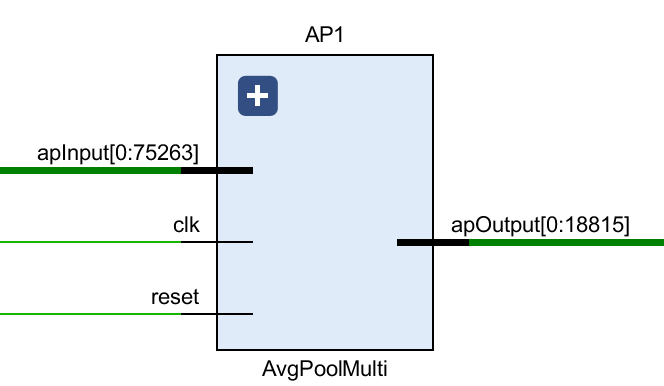 AP1
apInput[0:75263]
clk
apOutput[0:18815]
reset
AvgPoolMulti